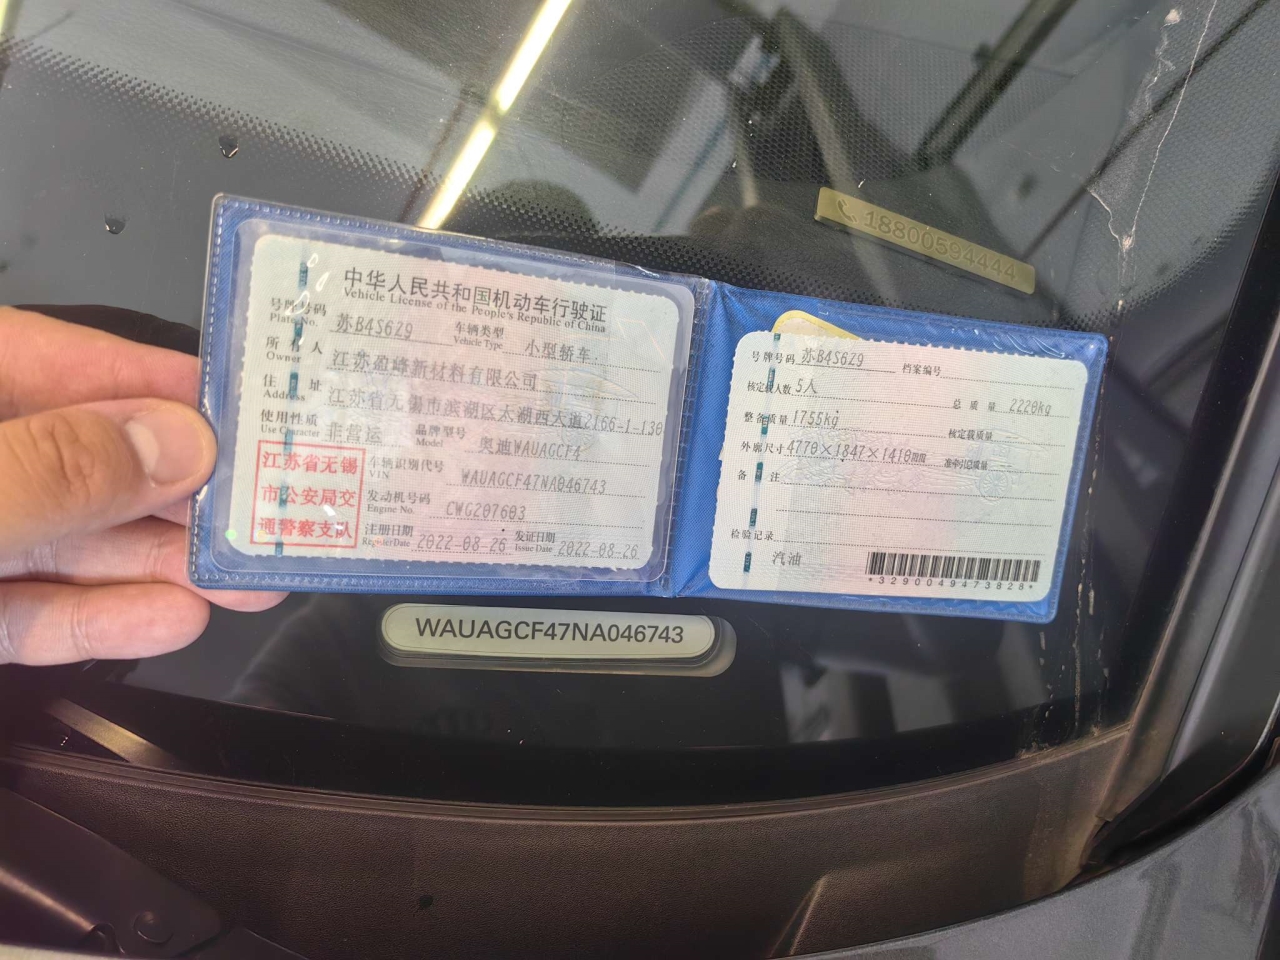 18800594444
中华人民共和国机动车行驶证
Vehicle License of the People's Republic of China
号牌号码 苏B4S6Z9 车辆类型 小型轿车
Plate No. Vehicle Type
所有人 江苏盈峰新材料有限公司
Owner
住址 江苏省无锡市滨湖区太湖西大道2166-1-130
Address
使用性质 非营运 品牌型号 奥迪WAUAGCF4
Use Character Model
江苏省无锡
市公安局交
通警察支队
车辆识别代号 WAUAGCF47NA046743
VIN
发动机号码 CWG207603
Engine No.
注册日期 2022-08-26 发证日期 2022-08-26
Register Date Issue Date
号牌号码 苏B4S6Z9 档案编号
核定载人数 5人 总质量 2220kg
整备质量 1755kg 核定载质量
外廓尺寸 4770×1847×1410mm 准牵引总质量
备注
检验记录
汽油
*3290049473828*
WAUAGCF47NA046743